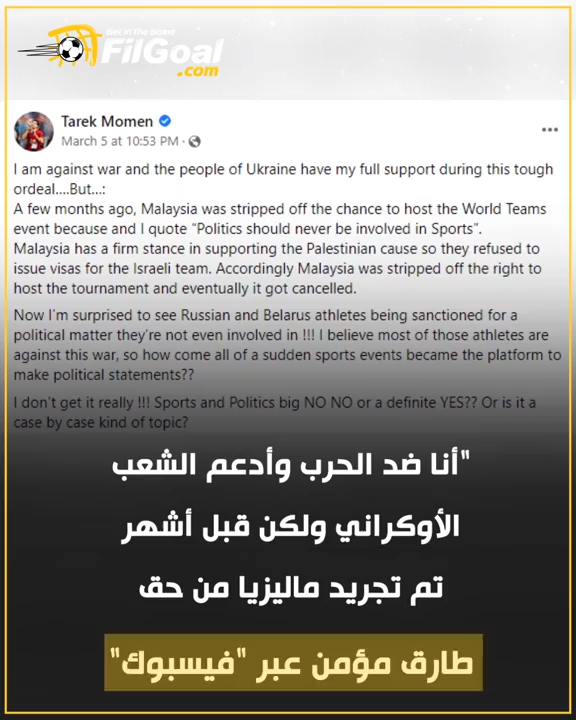 Get In The Game!
FilGoal
.com
Tarek Momen
March 5 at 10:53 PM ·
I am against war and the people of Ukraine have my full support during this tough
ordeal....But...:
A few months ago, Malaysia was stripped off the chance to host the World Teams
event because and I quote “Politics should never be involved in Sports”.
Malaysia has a firm stance in supporting the Palestinian cause so they refused to
issue visas for the Israeli team. Accordingly Malaysia was stripped off the right to
host the tournament and eventually it got cancelled.
Now I'm surprised to see Russian and Belarus athletes being sanctioned for a
political matter they're not even involved in !!! I believe most of those athletes are
against this war, so how come all of a sudden sports events became the platform to
make political statements??
I don't get it really !!! Sports and Politics big NO NO or a definite YES?? Or is it a
case by case kind of topic?
"أنا ضد الحرب وأدعم الشعب
الأوكراني ولكن قبل أشهر
تم تجريد ماليزيا من حق
طارق مؤمن عبر "فيسبوك"